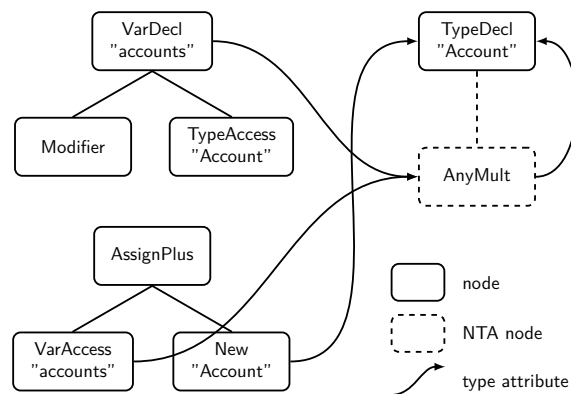 VarDecl
"accounts"
TypeDecl
"Account"
Modifier
TypeAccess
"Account"
AnyMult
AssignPlus
node
VarAccess
"accounts"
New
"Account"
NTA node
type attribute